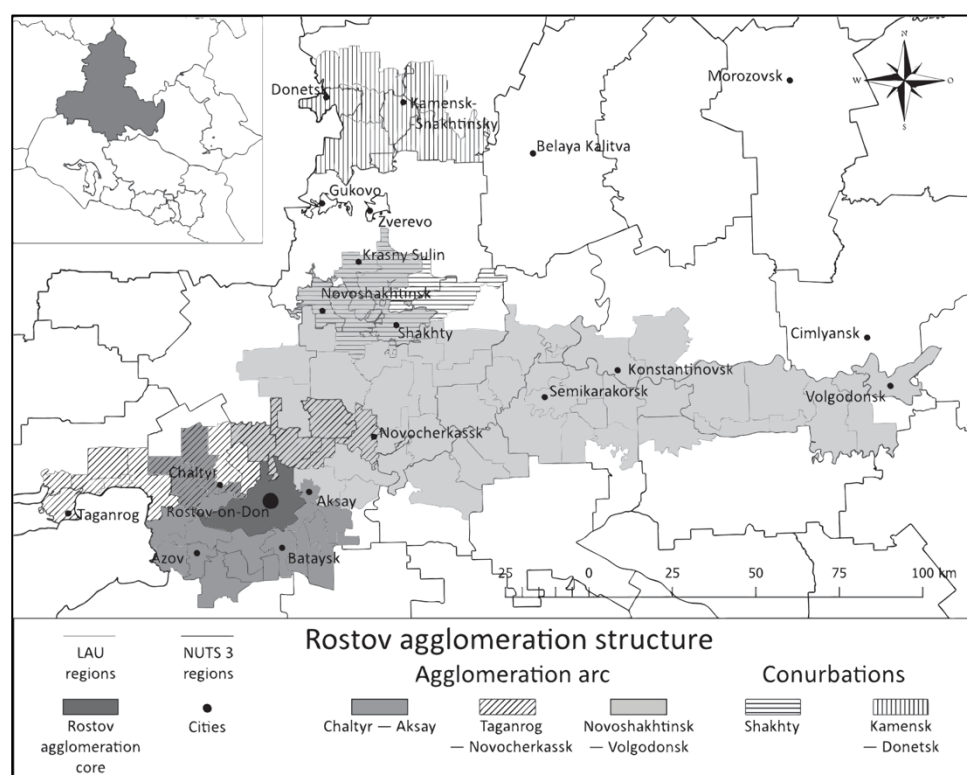 N
W
O
S
Donetsk
Kamensk-
Shakhtinsky
Morozovsk
Belaya Kalitva
Gukovo
Zverevo
Krasny Sulin
Novoshakhtinsk
Shakhty
Cimlyansk
Konstantinovsk
Semikarakorsk
Volgodonsk
Novocherkassk
Chaltyr
Aksay
Taganrog
Rostov-on-Don
Azov
Bataysk
25 0 25 50 75 100 km
Rostov agglomeration structure
LAU
regions
NUTS 3
regions
Agglomeration arc
Conurbations
Rostov
agglomeration
core
Cities
Chaltyr — Aksay
Taganrog
— Novocherkassk
Novoshakhtinsk
— Volgodonsk
Shakhty
Kamensk
— Donetsk